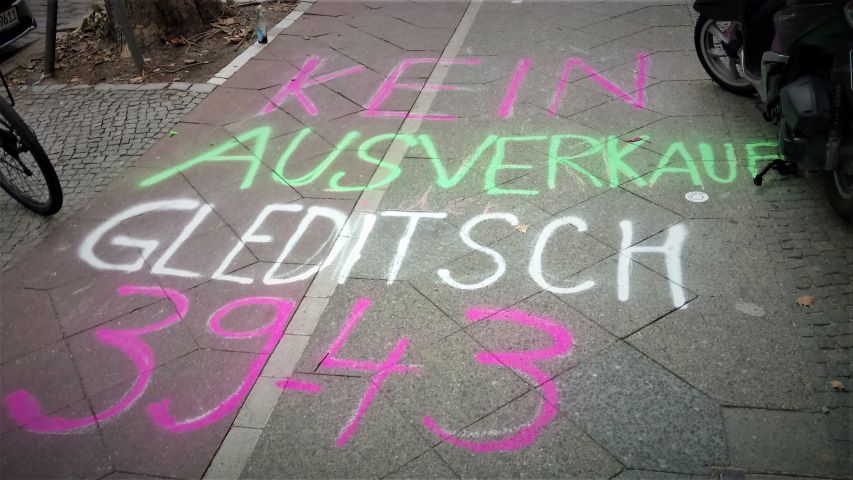 KEIN
AUSVERKAUF
GLEDITSCH
39-43